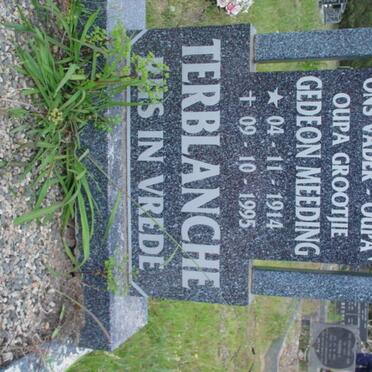 ONS VADER - OUPA
OUPA GROOTJIE
GEDEON MEEDING
★ 04 - 11 - 1914
✝ 09 - 10 - 1995
TERBLANCHE
RUS IN VREDE